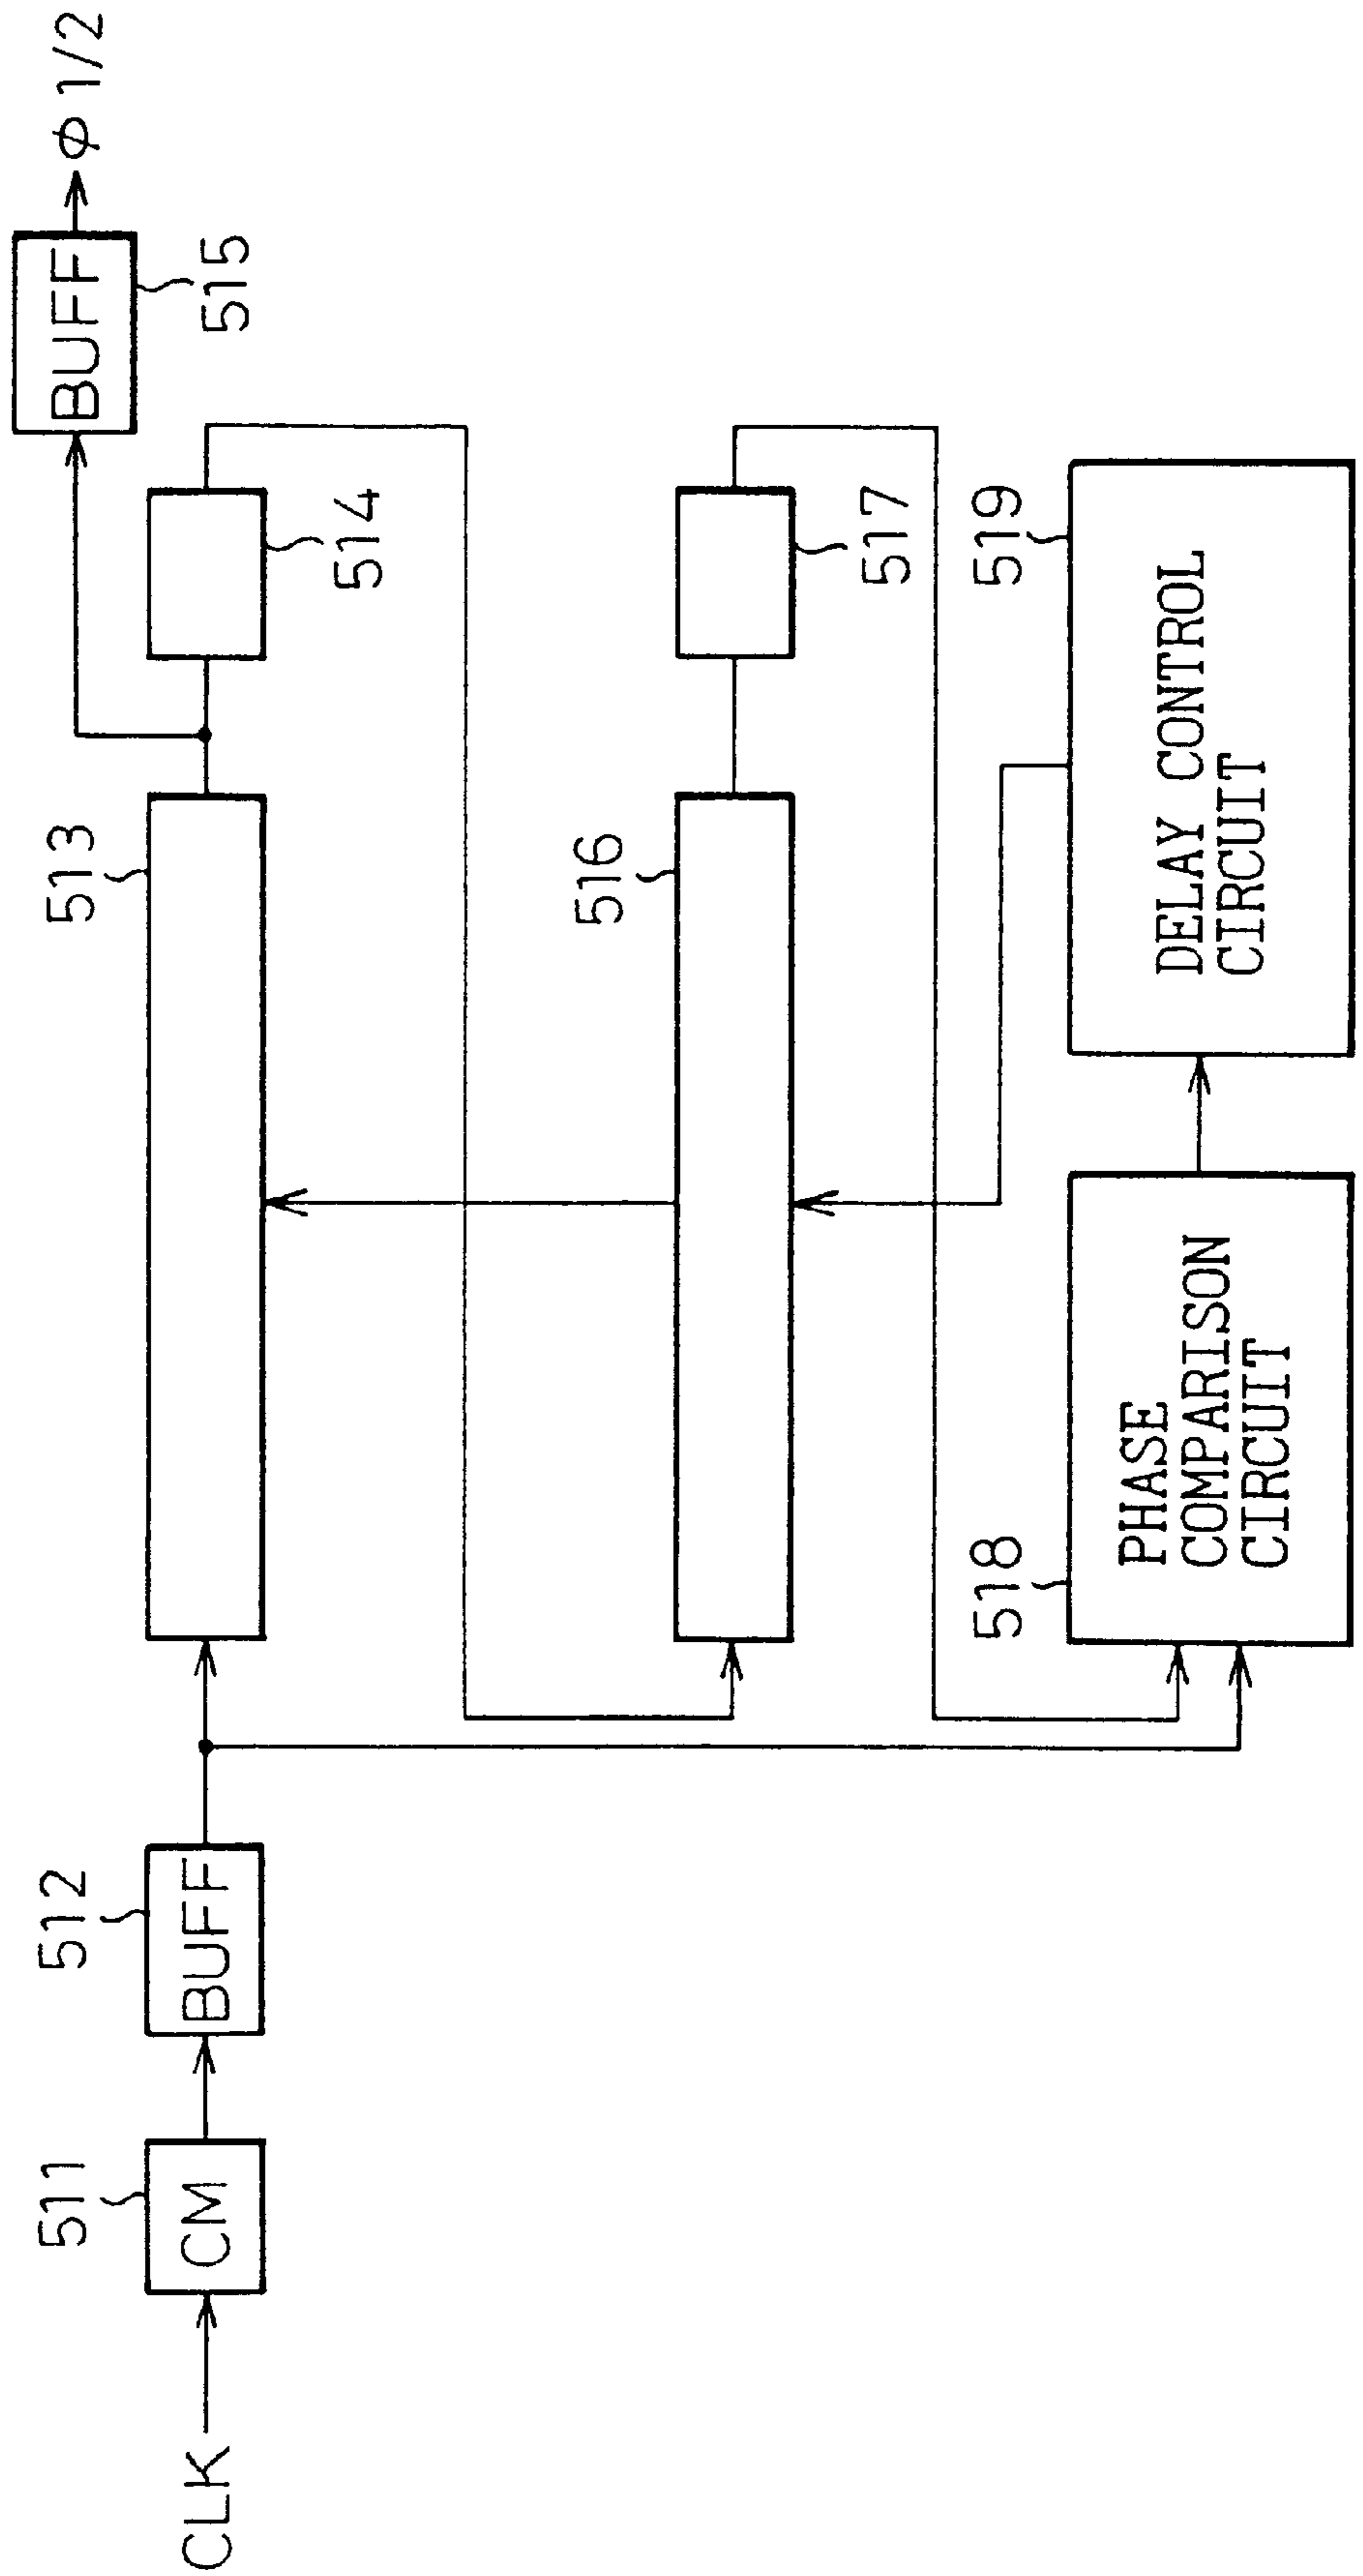 CLK
511
CM
512
BUFF
513
514
BUFF
515
Φ 1/2
516
517
518
PHASE
COMPARISON
CIRCUIT
519
DELAY CONTROL
CIRCUIT